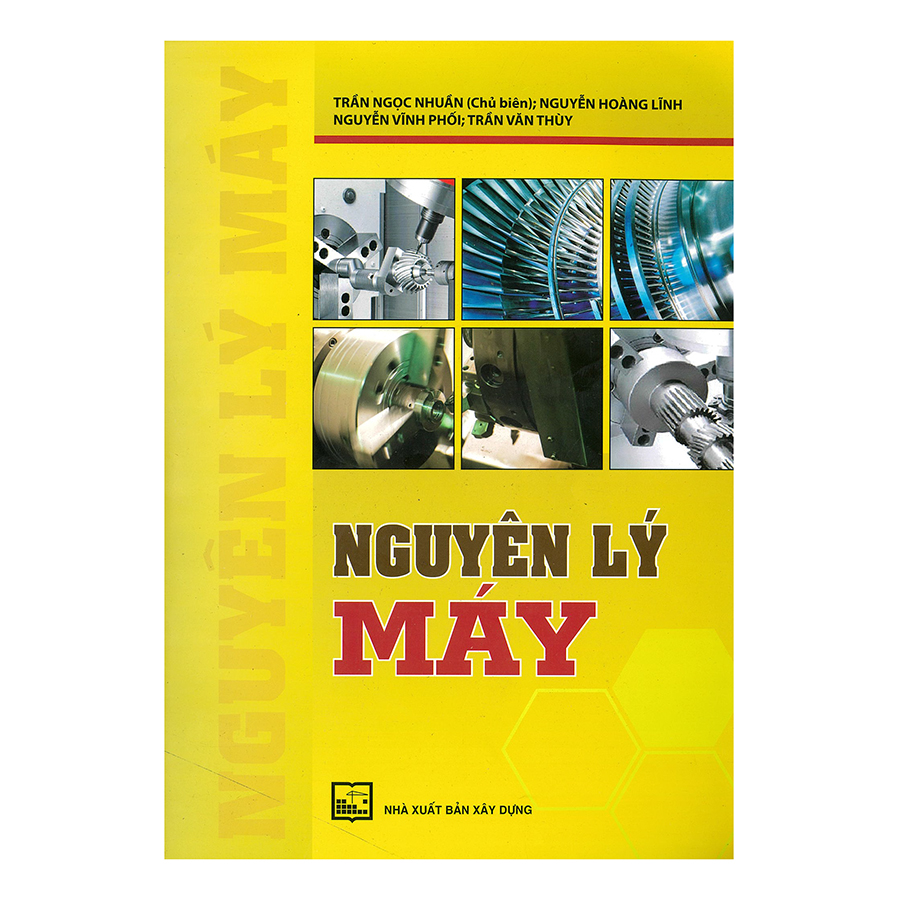 TRẦN NGỌC NHUẦN (Chủ biên); NGUYỄN HOÀNG LĨNH
NGUYỄN VĨNH PHỐI; TRẦN VĂN THÙY
NGUYÊN LÝ MÁY
NGUYÊN LÝ
MÁY
NHÀ XUẤT BẢN XÂY DỰNG